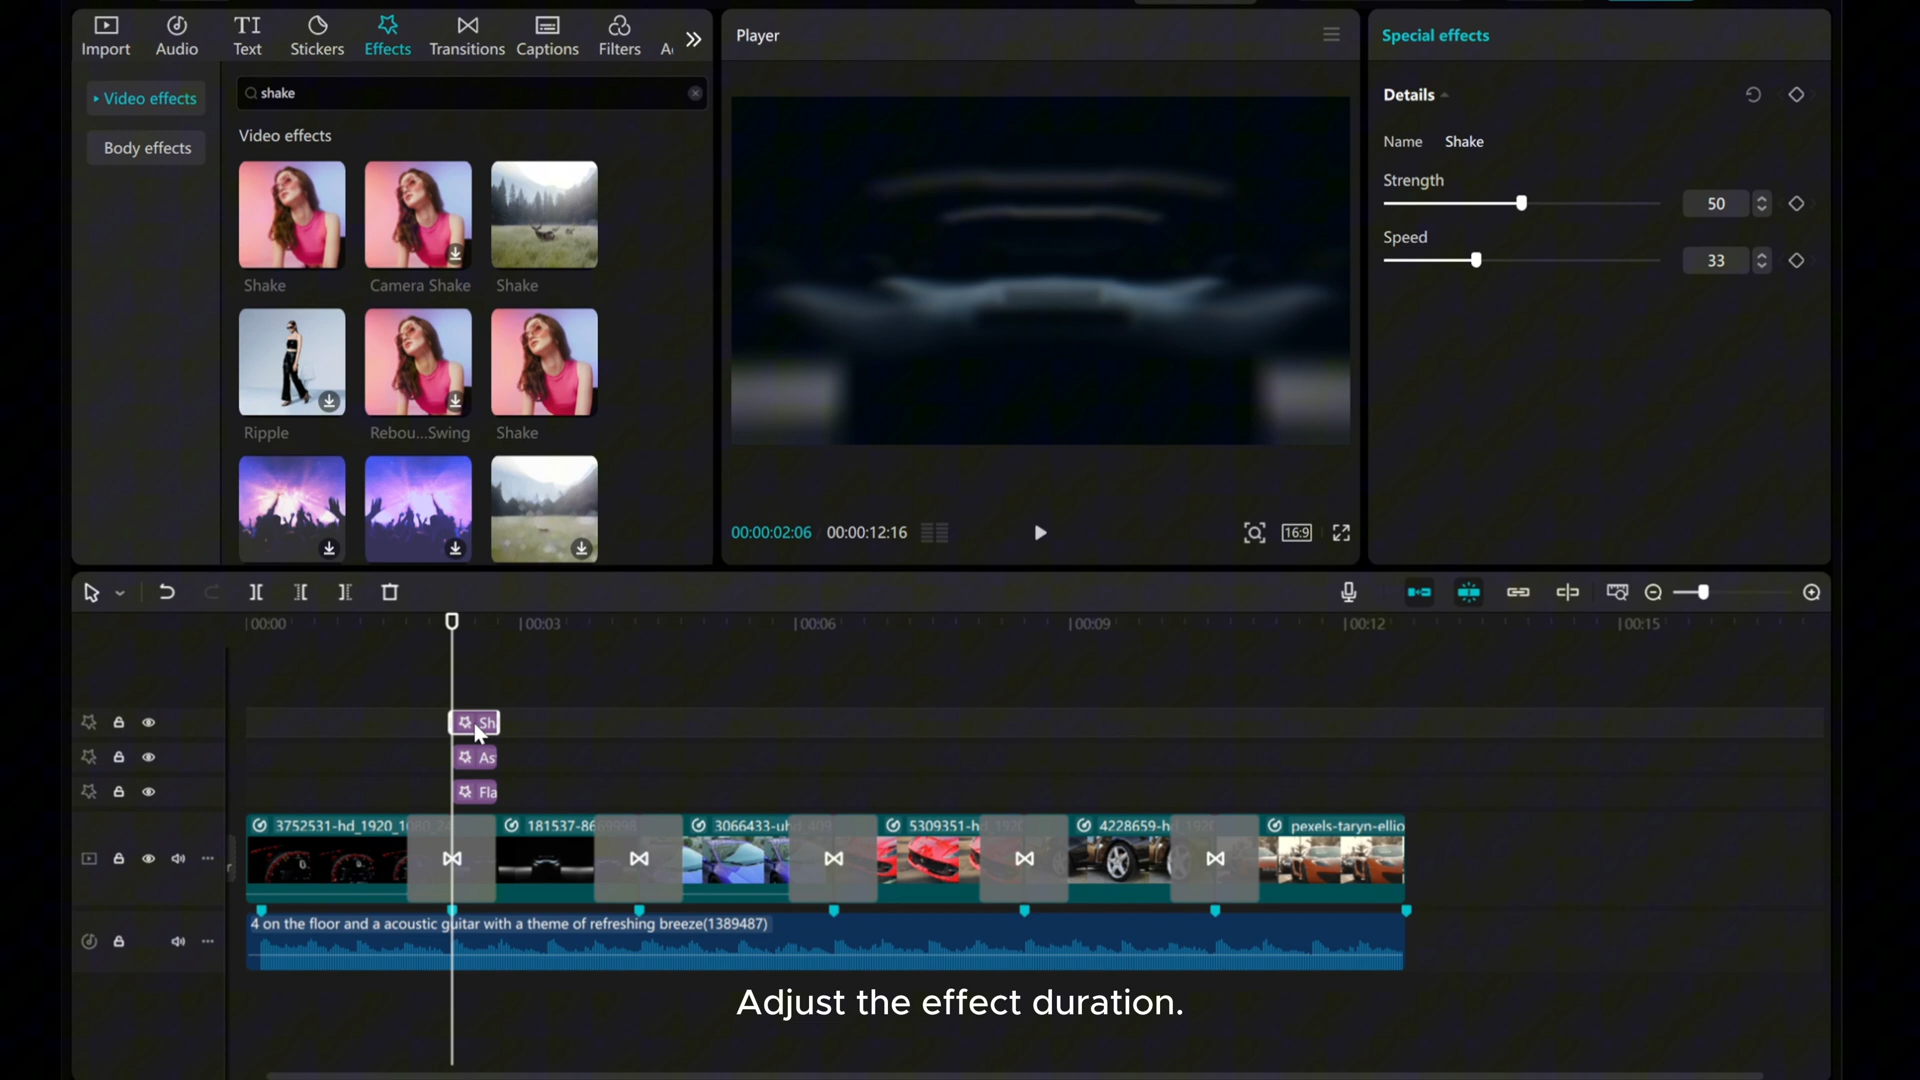 Import Audio Text Stickers Effects Transitions Captions Filters
Player
Special effects
Video effects
Body effects
shake
Video effects
Shake
Camera Shake
Shake
Ripple
Rebou...Swing
Shake
Details
Name Shake
Strength
50
Speed
33
00:00:02:06 00:00:12:16
16:9
00:00 00:03 00:06 00:09 00:12 00:15
Sh
As
Fla
3752531-hd_1920_1080_24
181537-8669998
3066433-uhd_409
5309351-hd_1920
4228659-h
pexels-taryn-ellio
4 on the floor and a acoustic guitar with a theme of refreshing breeze(1389487)
Adjust the effect duration.